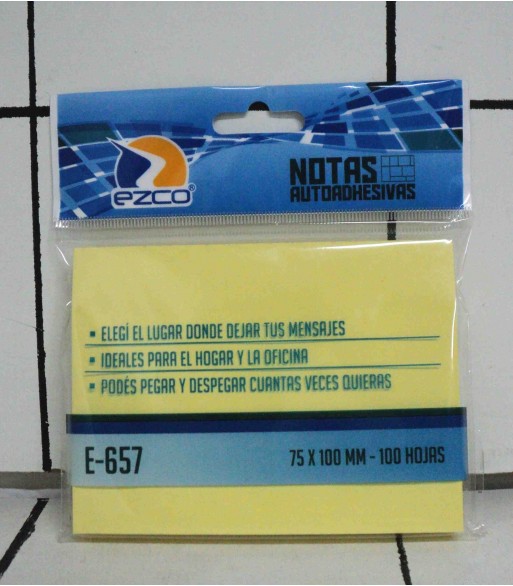 ezco®
NOTAS
AUTOADHESIVAS
▪ ELEGÍ EL LUGAR DONDE DEJAR TUS MENSAJES
▪ IDEALES PARA EL HOGAR Y LA OFICINA
▪ PODÉS PEGAR Y DESPEGAR CUANTAS VECES QUIERAS
E-657
75 X 100 MM - 100 HOJAS